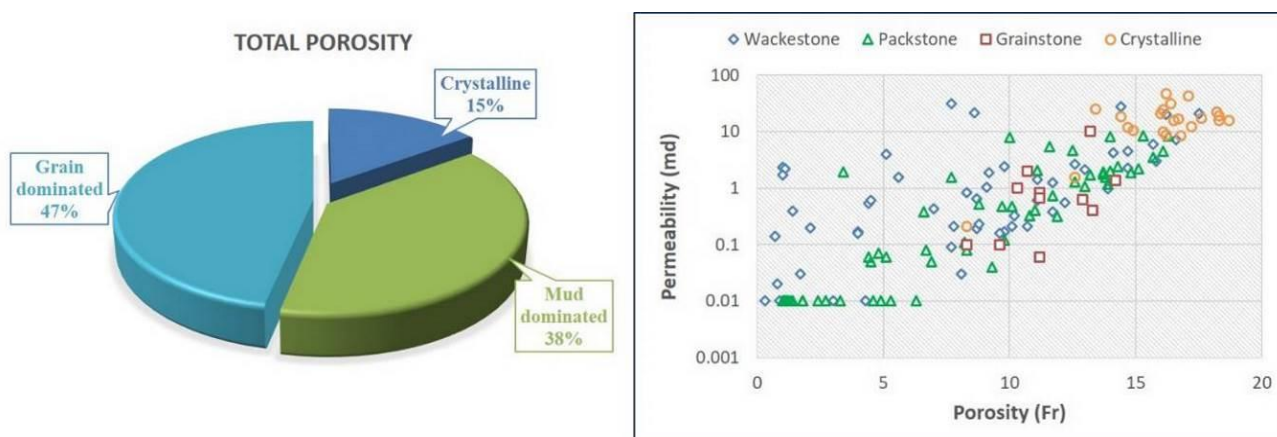 TOTAL POROSITY
Crystalline
15%
Grain
dominated
47%
Mud
dominated
38%
Wackestone Packstone Grainstone Crystalline
Permeability (md)
100
10
1
0.1
0.01
0.001
0 5 10 15 20
Porosity (Fr)